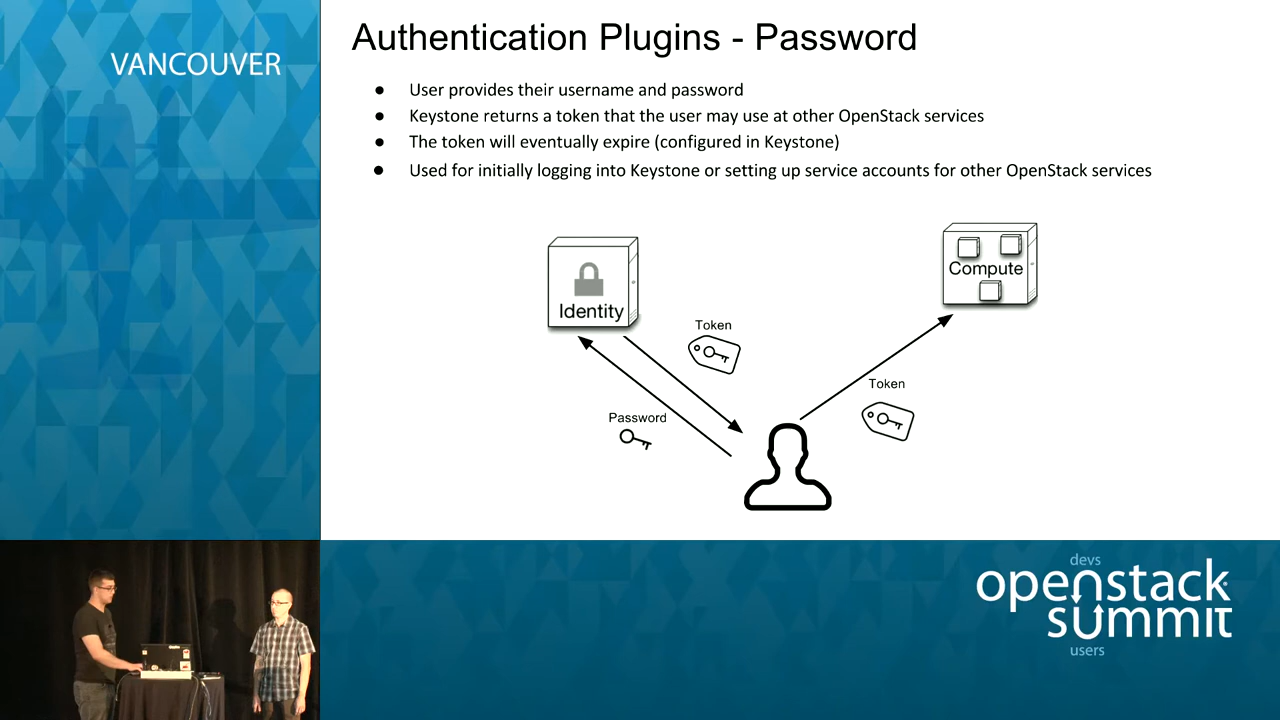 VANCOUVER
Authentication Plugins - Password
● User provides their username and password
● Keystone returns a token that the user may use at other OpenStack services
● The token will eventually expire (configured in Keystone)
● Used for initially logging into Keystone or setting up service accounts for other OpenStack services
Identity
Compute
Token
Token
Password
devs
openstack
summit
users